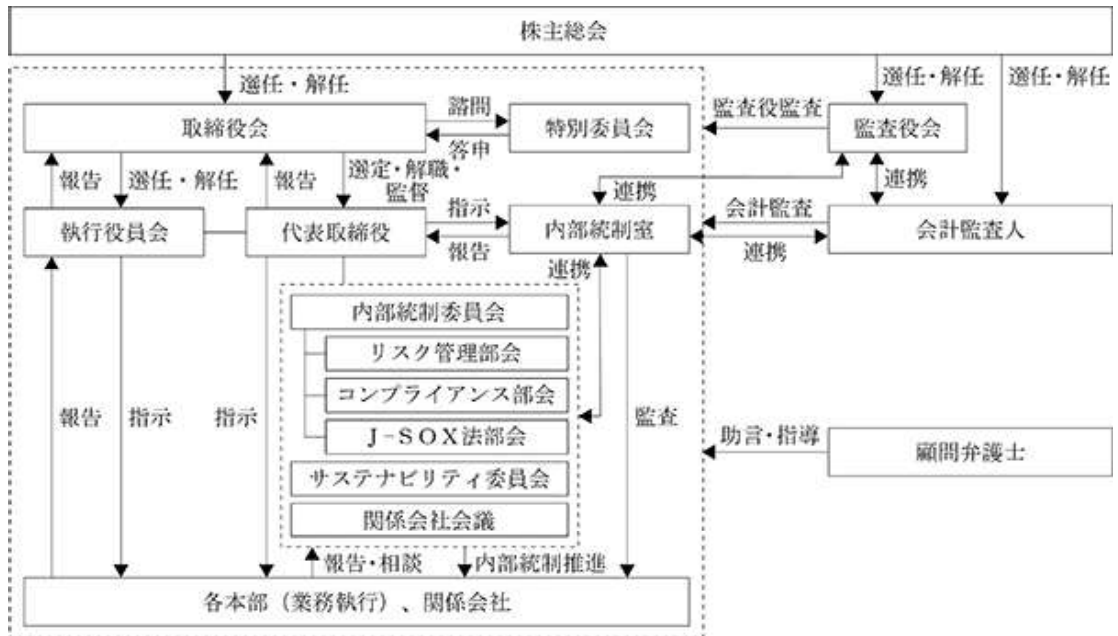 株主総会
選任・解任
選任・解任
選任・解任
取締役会
諮問
答申
特別委員会
監査役監査
監査役会
報告
選任・解任
報告
選定・解職・
監督
連携
連携
執行役員会
代表取締役
指示
報告
内部統制室
会計監査
連携
会計監査人
連携
内部統制委員会
リスク管理部会
コンプライアンス部会
J-SOX法部会
サステナビリティ委員会
関係会社会議
報告
指示
指示
監査
助言・指導
顧問弁護士
報告・相談
内部統制推進
各本部（業務執行）、関係会社